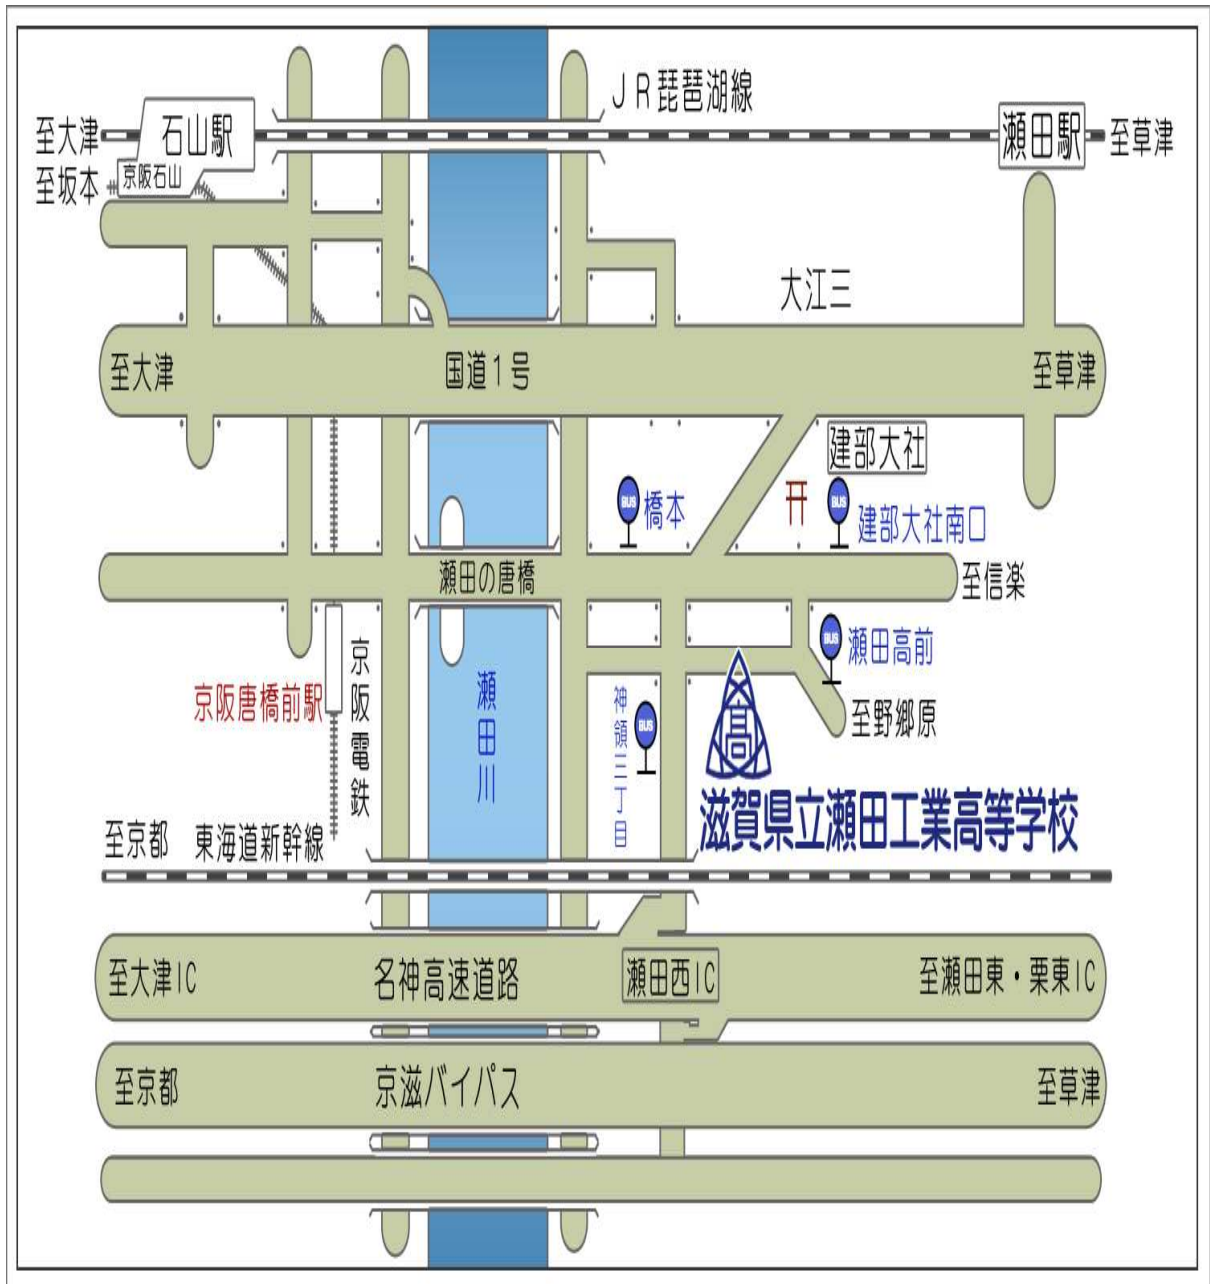 JR琵琶湖線
至大津
石山駅
瀬田駅
至草津
至坂本
京阪石山
大江三
至大津
国道1号
至草津
建部大社
BUS
橋本
BUS
建部大社南口
瀬田の唐橋
至信楽
BUS
瀬田高前
京阪唐橋前駅
京阪電鉄
瀬田川
神領三丁目
BUS
至野郷原
高
滋賀県立瀬田工業高等学校
至京都
東海道新幹線
至大津IC
名神高速道路
瀬田西IC
至瀬田東・栗東IC
至京都
京滋バイパス
至草津